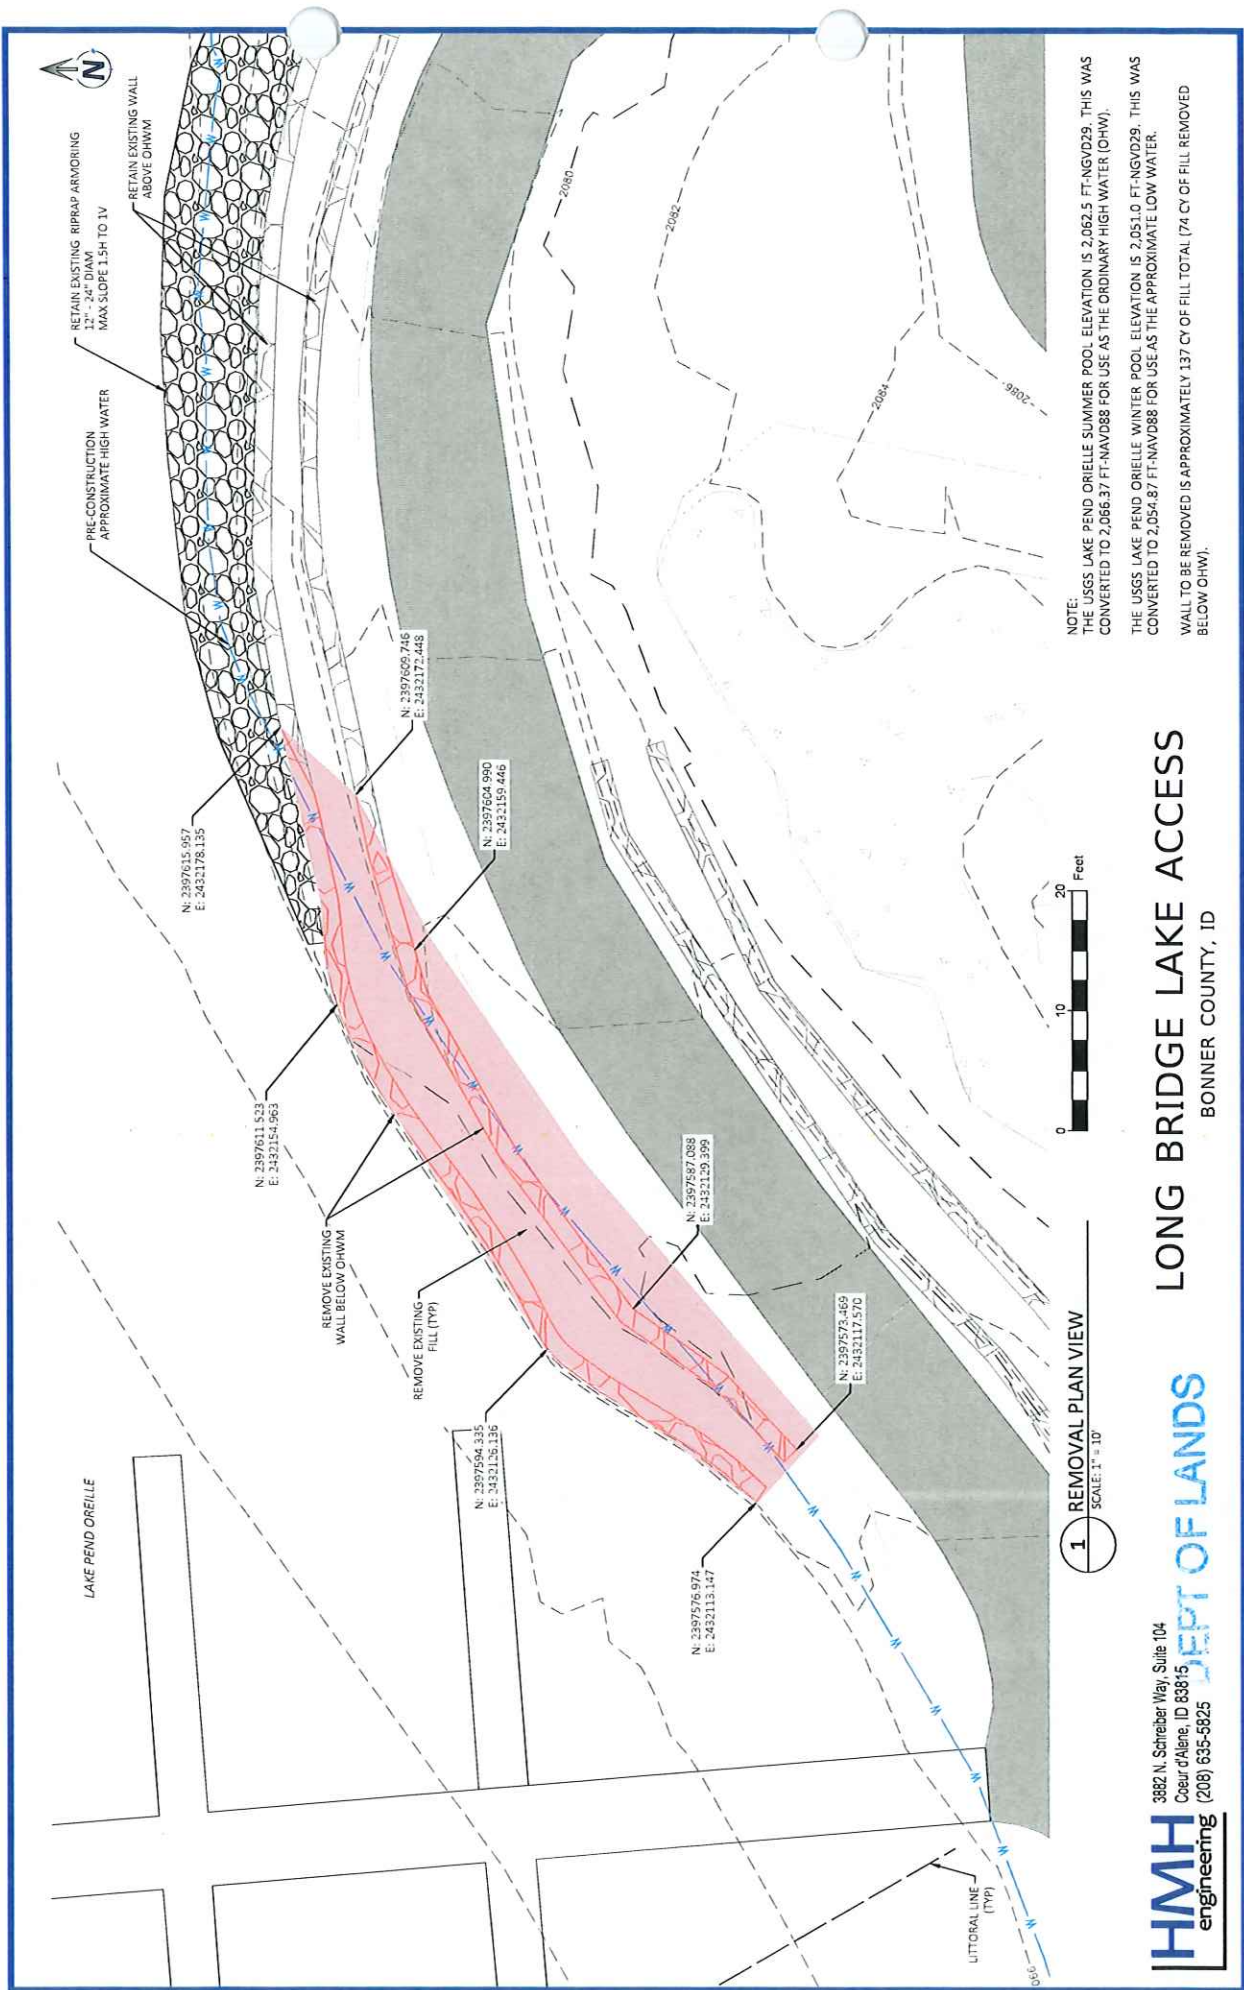 N
LAKE PEND OREILLE
RETAIN EXISTING RIPRAP ARMORING
12" - 24" DIAM
MAX SLOPE 1.5H TO 1V
PRE-CONSTRUCTION
APPROXIMATE HIGH WATER
RETAIN EXISTING WALL
ABOVE OHWM
N: 2397615.957
E: 2432178.135
N: 2397611.523
E: 2432154.963
REMOVE EXISTING
WALL BELOW OHWM
REMOVE EXISTING
FILL (TYP)
N: 2397594.335
E: 2432126.136
N: 2397576.974
E: 2432113.147
N: 2397609.746
E: 2432172.448
N: 2397604.990
E: 2432159.446
N: 2397587.088
E: 2432129.399
N: 2397573.469
E: 2432117.570
W W W W W W W W W W W W W W W W W W W W W W W W W W
2080
2082
2084
2086
LITTORAL LINE
(TYP)
1
REMOVAL PLAN VIEW
SCALE: 1" = 10'
0 10 20
Feet
NOTE:
THE USGS LAKE PEND ORIELLE SUMMER POOL ELEVATION IS 2,062.5 FT-NGVD29. THIS WAS
CONVERTED TO 2,066.37 FT-NAVD88 FOR USE AS THE ORDINARY HIGH WATER (OHW).
THE USGS LAKE PEND ORIELLE WINTER POOL ELEVATION IS 2,051.0 FT-NGVD29. THIS WAS
CONVERTED TO 2,054.87 FT-NAVD88 FOR USE AS THE APPROXIMATE LOW WATER.
WALL TO BE REMOVED IS APPROXIMATELY 137 CY OF FILL TOTAL (74 CY OF FILL REMOVED
BELOW OHW).
HMH
engineering
3882 N. Schreiber Way, Suite 104
Coeur d'Alene, ID 83815
(208) 635-5825
DEPT OF LANDS
LONG BRIDGE LAKE ACCESS
BONNER COUNTY, ID